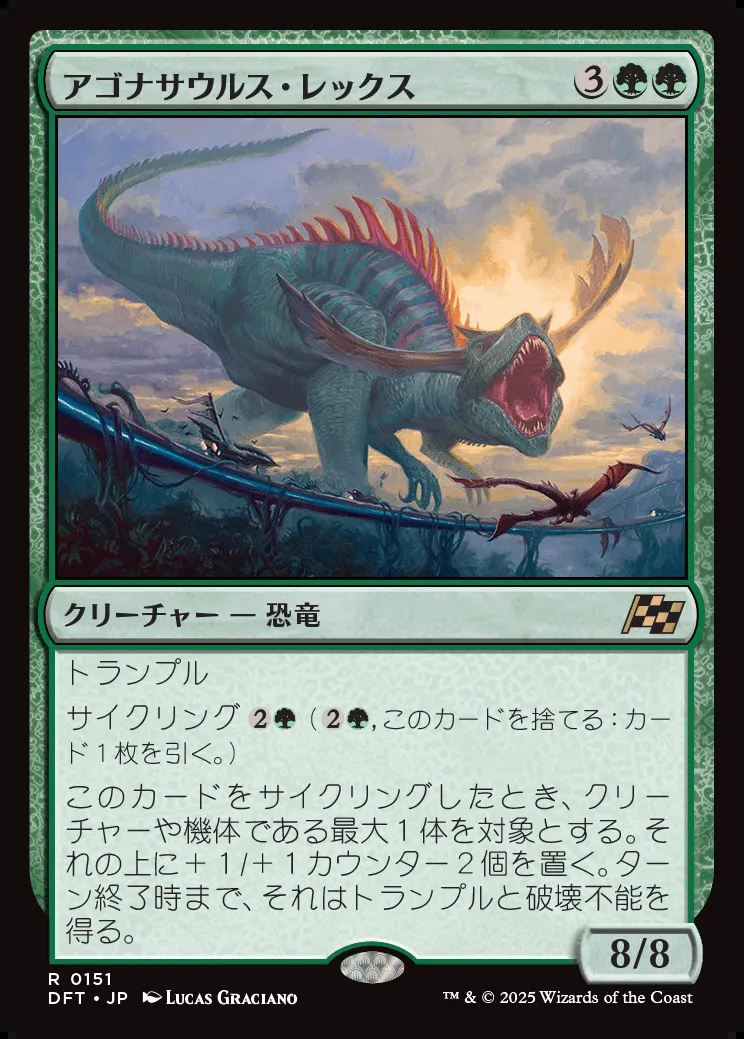 アゴナサウルス・レックス 3
クリーチャー — 恐竜
トランプル
サイクリング 2 ( 2 ,このカードを捨てる：カー
ド１枚を引く。)
このカードをサイクリングしたとき、クリー
チャーや機体である最大１体を対象とする。そ
れの上に＋１/＋１カウンター２個を置く。ター
ン終了時まで、それはトランプルと破壊不能を
得る。
8/8
R 0151
DFT • JP LUCAS GRACIANO
™ & © 2025 Wizards of the Coast